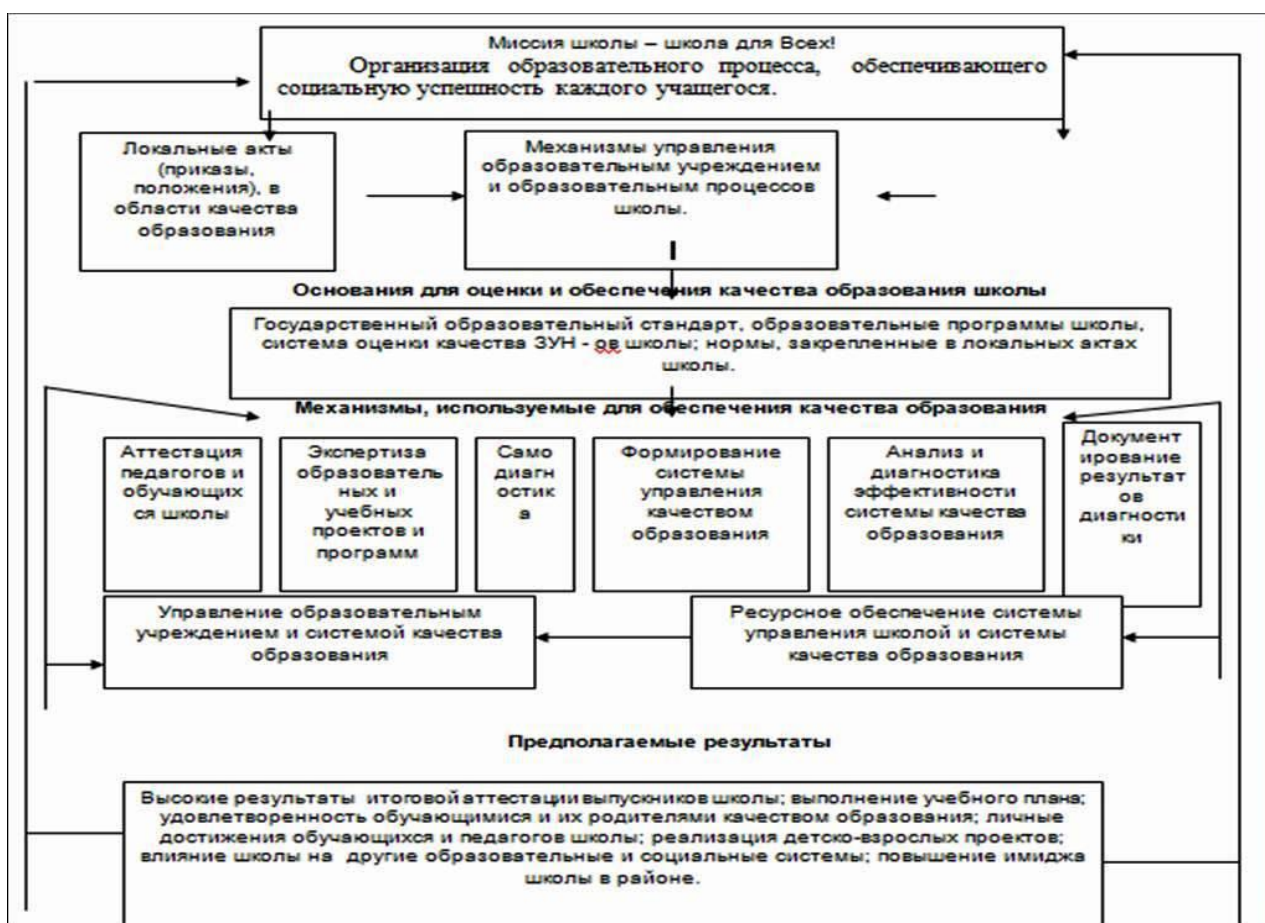 Миссия школы – школа для Всех!
Организация образовательного процесса, обеспечивающего
социальную успешность каждого учащегося.
Локальные акты
(приказы,
положения), в
области качества
образования
Механизмы управления
образовательным учреждением
и образовательным процессов
школы.
Основания для оценки и обеспечения качества образования школы
Государственный образовательный стандарт, образовательные программы школы,
система оценки качества ЗУН - ов школы; нормы, закрепленные в локальных актах
школы.
Механизмы, используемые для обеспечения качества образования
Аттестация
педагогов и
обучающих
ся школы
Экспертиза
образователь
ных и
учебных
проектов и
программ
Само
диагн
остик
а
Формирование
системы
управления
качеством
образования
Анализ и
диагностика
эффективности
системы качества
образования
Документ
ирование
результат
ов
диагности
ки
Управление образовательным
учреждением и системой качества
образования
Ресурсное обеспечение системы
управления школой и системы
качества образования
Предполагаемые результаты
Высокие результаты итоговой аттестации выпускников школы; выполнение учебного плана;
удовлетворенность обучающимися и их родителями качеством образования; личные
достижения обучающихся и педагогов школы; реализация детско-взрослых проектов;
влияние школы на другие образовательные и социальные системы; повышение имиджа
школы в районе.